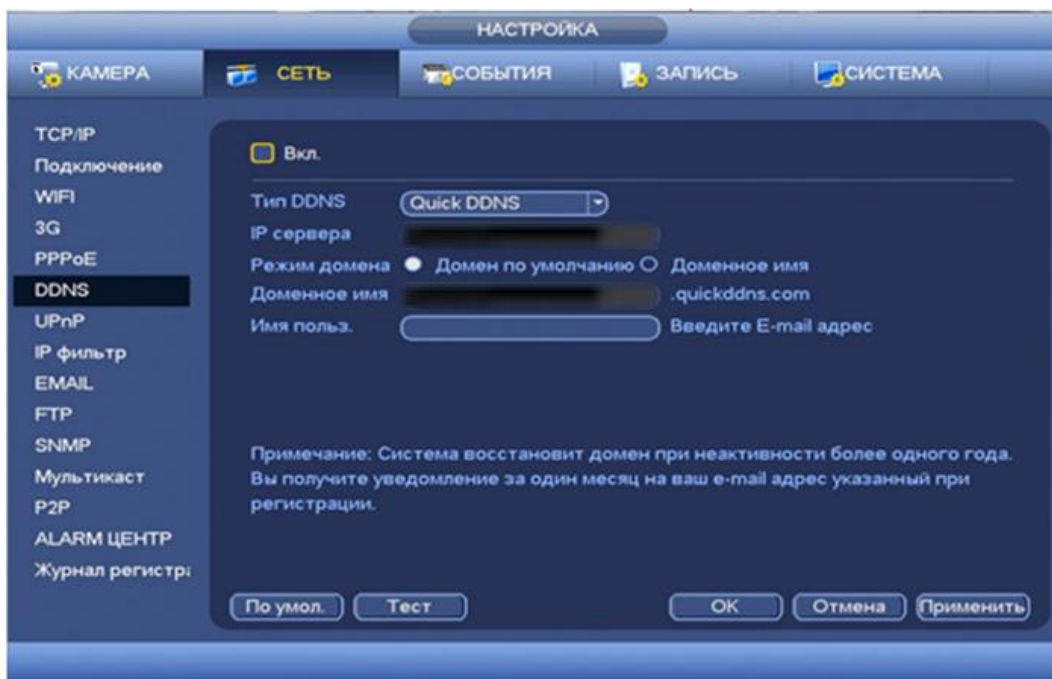 НАСТРОЙКА
КАМЕРА СЕТЬ СОБЫТИЯ ЗАПИСЬ СИСТЕМА
TCP/IP
Подключение
WIFI
3G
PPPoE
DDNS
UPnP
IP фильтр
EMAIL
FTP
SNMP
Мультикаст
P2P
ALARM ЦЕНТР
Журнал регистра
Вкл.
Тип DDNS Quick DDNS
IP сервера
Режим домена Домен по умолчанию Доменное имя
Доменное имя .quickddns.com
Имя польз. Введите E-mail адрес
Примечание: Система восстановит домен при неактивности более одного года.
Вы получите уведомление за один месяц на ваш e-mail адрес указанный при
регистрации.
По умол. Тест OK Отмена Применить